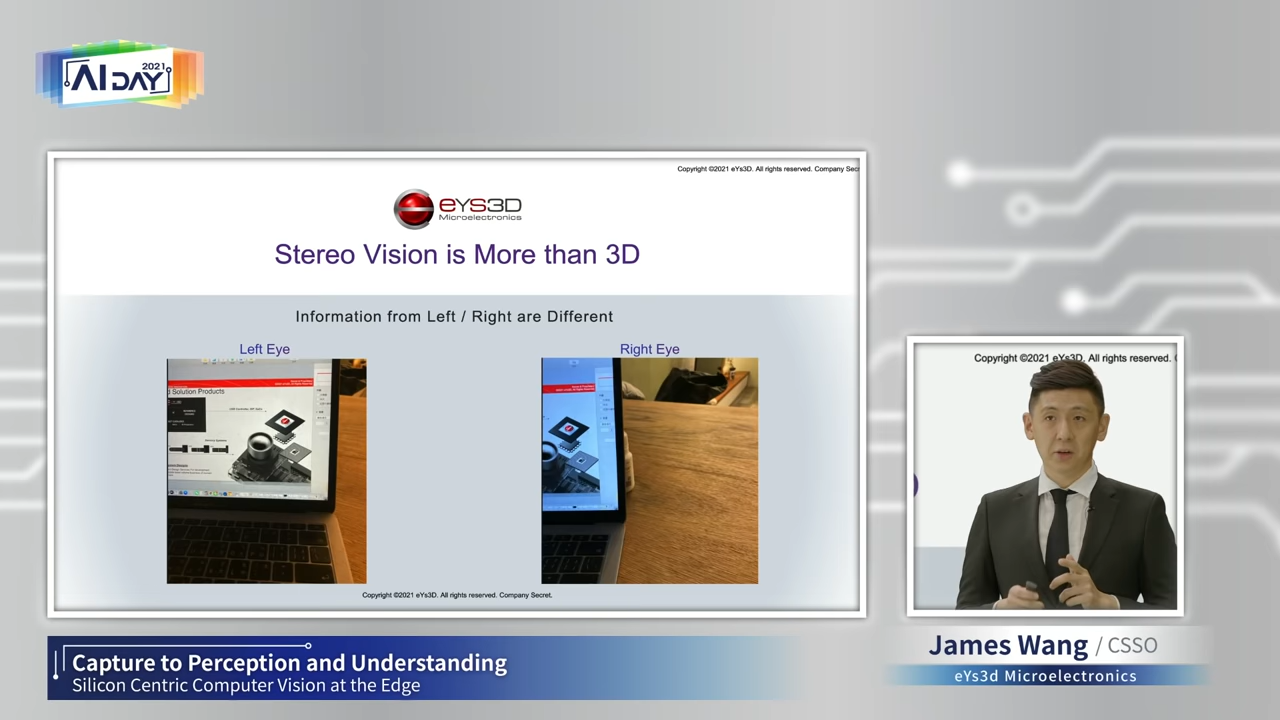 AI DAY 2021
Copyright ©2021 eYs3D. All rights reserved. Company Secr
eYS3D
Microelectronics
Stereo Vision is More than 3D
Information from Left / Right are Different
Left Eye
Right Eye
d Solution Products
Copyright ©2021 eYs3D. All rights reserved. Company Secret.
Copyright ©2021 eYs3D. All rights reserved.
Capture to Perception and Understanding
Silicon Centric Computer Vision at the Edge
James Wang / CSSO
eYs3d Microelectronics